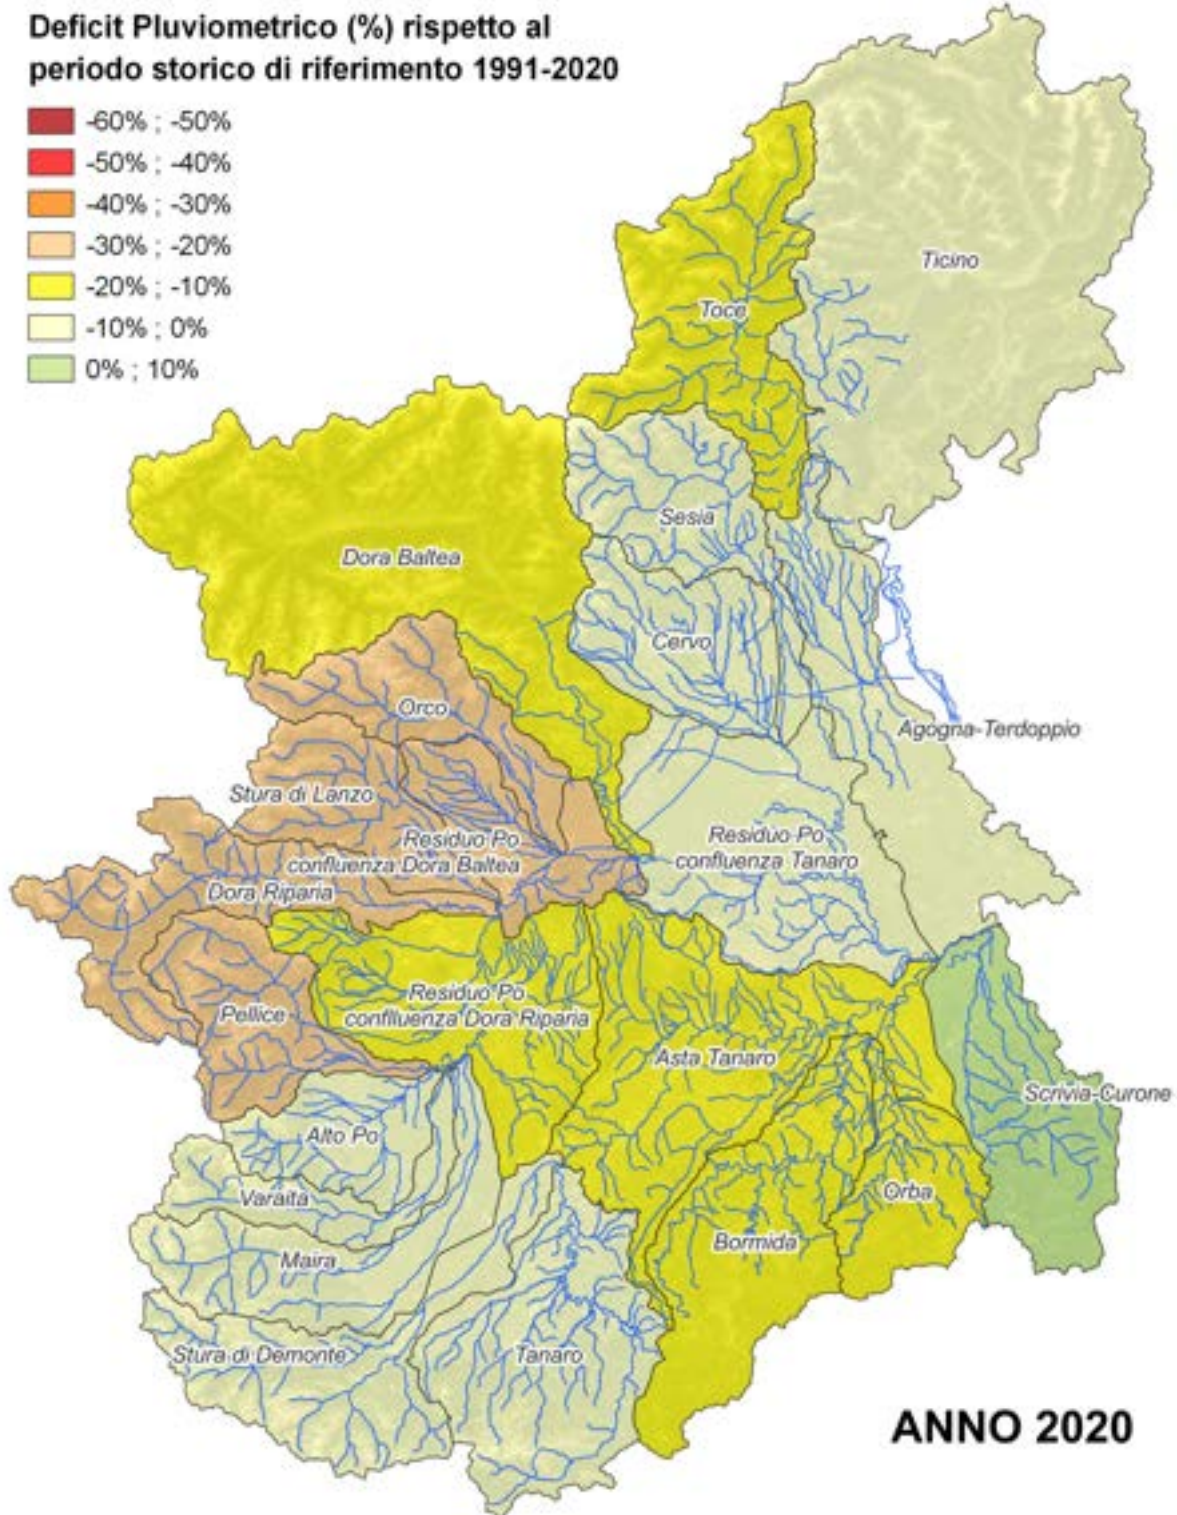 Deficit Pluviometrico (%) rispetto al
periodo storico di riferimento 1991-2020
-60% ; -50%
-50% ; -40%
-40% ; -30%
-30% ; -20%
-20% ; -10%
-10% ; 0%
0% ; 10%
Ticino
Toce
Sesia
Dora Baltea
Cervo
Orco
Agogna-Terdoppio
Stura di Lanzo
Residuo Po
confluenza Dora Baltea
Residuo Po
confluenza Tanaro
Dora Riparia
Residuo Po
conflluenza Dora Riparia
Pellice
Asta Tanaro
Scrivia-Curone
Alto Po
Varaita
Orba
Bormida
Maira
Stura di Demonte
Tanaro
ANNO 2020